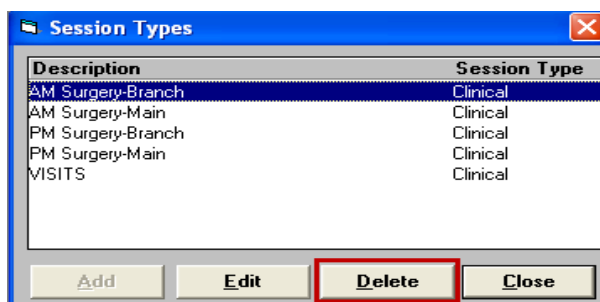 Session Types
Description Session Type
AM Surgery-Branch Clinical
AM Surgery-Main Clinical
PM Surgery-Branch Clinical
PM Surgery-Main Clinical
VISITS Clinical
Add Edit Delete Close